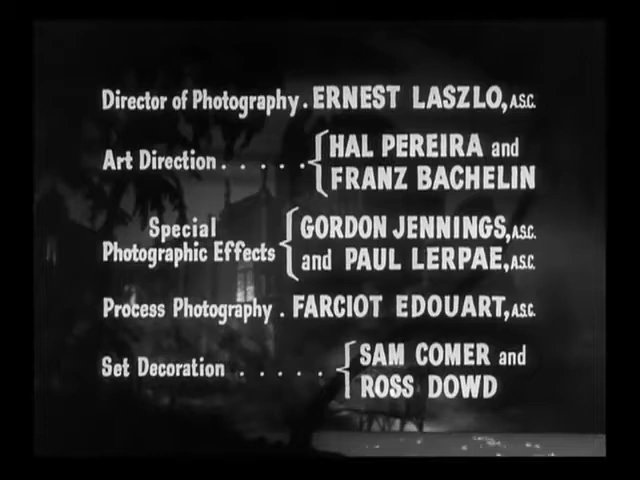 Director of Photography . ERNEST LASZLO, A.S.C.
Art Direction . . . . . { HAL PEREIRA and
FRANZ BACHELIN
Special
Photographic Effects { GORDON JENNINGS, A.S.C.
and PAUL LERPAE, A.S.C.
Process Photography . FARCIOT EDOUART, A.S.C.
Set Decoration . . . . . { SAM COMER and
ROSS DOWD